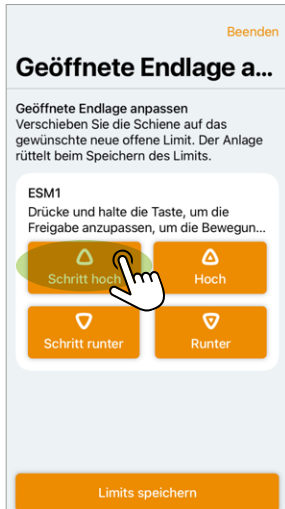 Beenden
Geöffnete Endlage a...
Geöffnete Endlage anpassen
Verschieben Sie die Schiene auf das
gewünschte neue offene Limit. Der Anlage
rüttelt beim Speichern des Limits.
ESM1
Drücke und halte die Taste, um die
Freigabe anzupassen, um die Bewegun...
Schritt hoch
Hoch
Schritt runter
Runter
Limits speichern